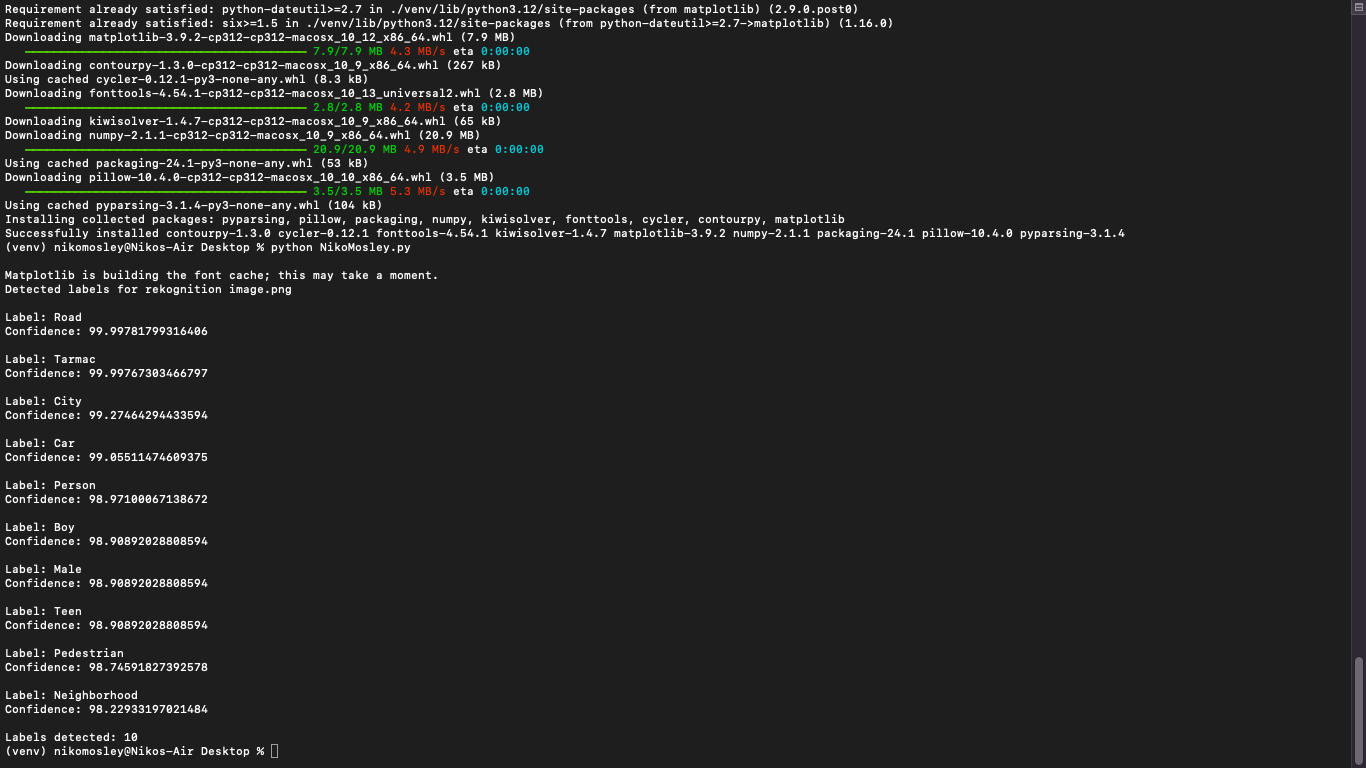 Requirement already satisfied: python-dateutil>=2.7 in ./venv/lib/python3.12/site-packages (from matplotlib) (2.9.0.post0)
Requirement already satisfied: six>=1.5 in ./venv/lib/python3.12/site-packages (from python-dateutil>=2.7->matplotlib) (1.16.0)
Downloading matplotlib-3.9.2-cp312-cp312-macosx_10_12_x86_64.whl (7.9 MB)
7.9/7.9 MB 4.3 MB/s eta 0:00:00
Downloading contourpy-1.3.0-cp312-cp312-macosx_10_9_x86_64.whl (267 kB)
Using cached cycler-0.12.1-py3-none-any.whl (8.3 kB)
Downloading fonttools-4.54.1-cp312-cp312-macosx_10_13_universal2.whl (2.8 MB)
2.8/2.8 MB 4.2 MB/s eta 0:00:00
Downloading kiwisolver-1.4.7-cp312-cp312-macosx_10_9_x86_64.whl (65 kB)
Downloading numpy-2.1.1-cp312-cp312-macosx_10_9_x86_64.whl (20.9 MB)
20.9/20.9 MB 4.9 MB/s eta 0:00:00
Using cached packaging-24.1-py3-none-any.whl (53 kB)
Downloading pillow-10.4.0-cp312-cp312-macosx_10_10_x86_64.whl (3.5 MB)
3.5/3.5 MB 5.3 MB/s eta 0:00:00
Using cached pyparsing-3.1.4-py3-none-any.whl (104 kB)
Installing collected packages: pyparsing, pillow, packaging, numpy, kiwisolver, fonttools, cycler, contourpy, matplotlib
Successfully installed contourpy-1.3.0 cycler-0.12.1 fonttools-4.54.1 kiwisolver-1.4.7 matplotlib-3.9.2 numpy-2.1.1 packaging-24.1 pillow-10.4.0 pyparsing-3.1.4
(venv) nikomosley@Nikos-Air Desktop % python NikoMosley.py
Matplotlib is building the font cache; this may take a moment.
Detected labels for rekognition image.png
Label: Road
Confidence: 99.99781799316406
Label: Tarmac
Confidence: 99.99767303466797
Label: City
Confidence: 99.27464294433594
Label: Car
Confidence: 99.05511474609375
Label: Person
Confidence: 98.97100067138672
Label: Boy
Confidence: 98.90892028808594
Label: Male
Confidence: 98.90892028808594
Label: Teen
Confidence: 98.90892028808594
Label: Pedestrian
Confidence: 98.74591827392578
Label: Neighborhood
Confidence: 98.22933197021484
Labels detected: 10
(venv) nikomosley@Nikos-Air Desktop %